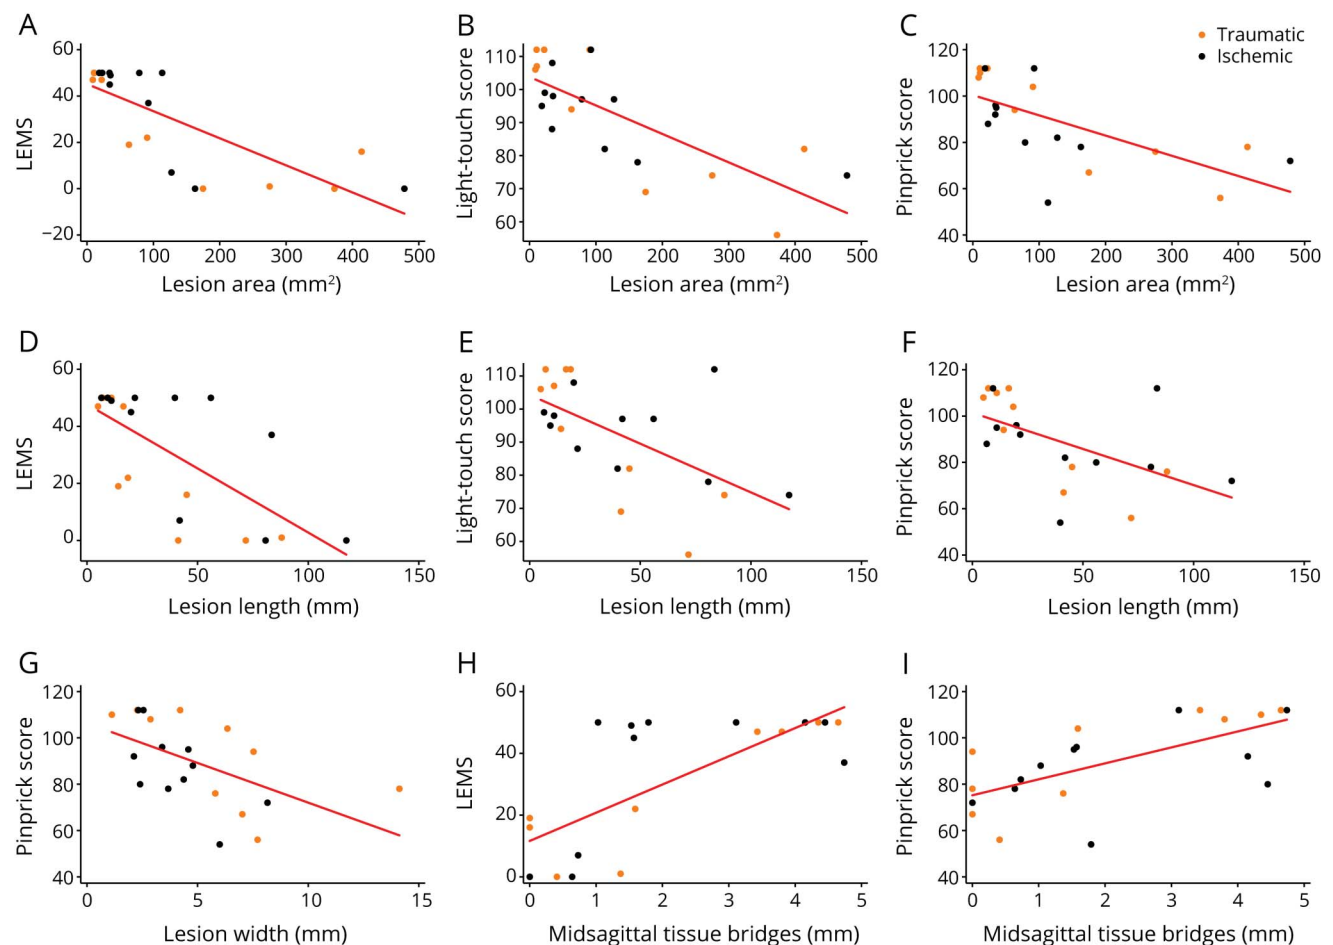 A
B
C
Traumatic
Ischemic
LEMS
60
40
20
0
−20
0 100 200 300 400 500
Lesion area (mm²)
Light-touch score
110
100
90
80
70
60
0 100 200 300 400 500
Lesion area (mm²)
Pinprick score
120
100
80
60
40
0 100 200 300 400 500
Lesion area (mm²)
D
E
F
LEMS
60
40
20
0
0 50 100 150
Lesion length (mm)
Light-touch score
110
100
90
80
70
60
0 50 100 150
Lesion length (mm)
Pinprick score
120
100
80
60
40
0 50 100 150
Lesion length (mm)
G
H
I
Pinprick score
120
100
80
60
40
0 5 10 15
Lesion width (mm)
LEMS
60
40
20
0
0 1 2 3 4 5
Midsagittal tissue bridges (mm)
Pinprick score
120
100
80
60
40
0 1 2 3 4 5
Midsagittal tissue bridges (mm)